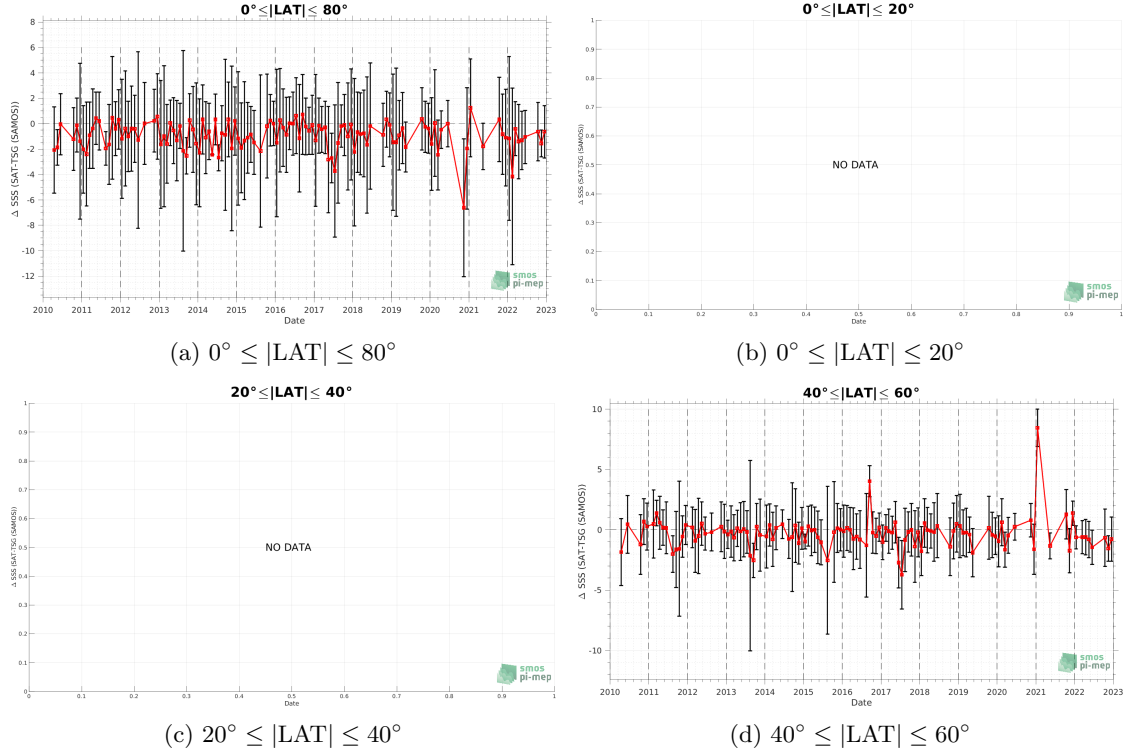 0°≤|LAT|≤ 80°
8
6
4
2
0
-2
-4
-6
-8
-10
-12
Δ SSS (SAT-TSG (SAMOS))
2010 2011 2012 2013 2014 2015 2016 2017 2018 2019 2020 2021 2022 2023
Date
smos
pi-mep
(a) 0° ≤ |LAT| ≤ 80°
0°≤|LAT|≤ 20°
1
0.9
0.8
0.7
0.6
0.5
0.4
0.3
0.2
0.1
0
Δ SSS (SAT-TSG (SAMOS))
NO DATA
0 0.1 0.2 0.3 0.4 0.5 0.6 0.7 0.8 0.9 1
Date
smos
pi-mep
(b) 0° ≤ |LAT| ≤ 20°
20°≤|LAT|≤ 40°
1
0.9
0.8
0.7
0.6
0.5
0.4
0.3
0.2
0.1
0
Δ SSS (SAT-TSG (SAMOS))
NO DATA
0 0.1 0.2 0.3 0.4 0.5 0.6 0.7 0.8 0.9 1
Date
smos
pi-mep
(c) 20° ≤ |LAT| ≤ 40°
40°≤|LAT|≤ 60°
10
5
0
-5
-10
Δ SSS (SAT-TSG (SAMOS))
2010 2011 2012 2013 2014 2015 2016 2017 2018 2019 2020 2021 2022 2023
Date
smos
pi-mep
(d) 40° ≤ |LAT| ≤ 60°